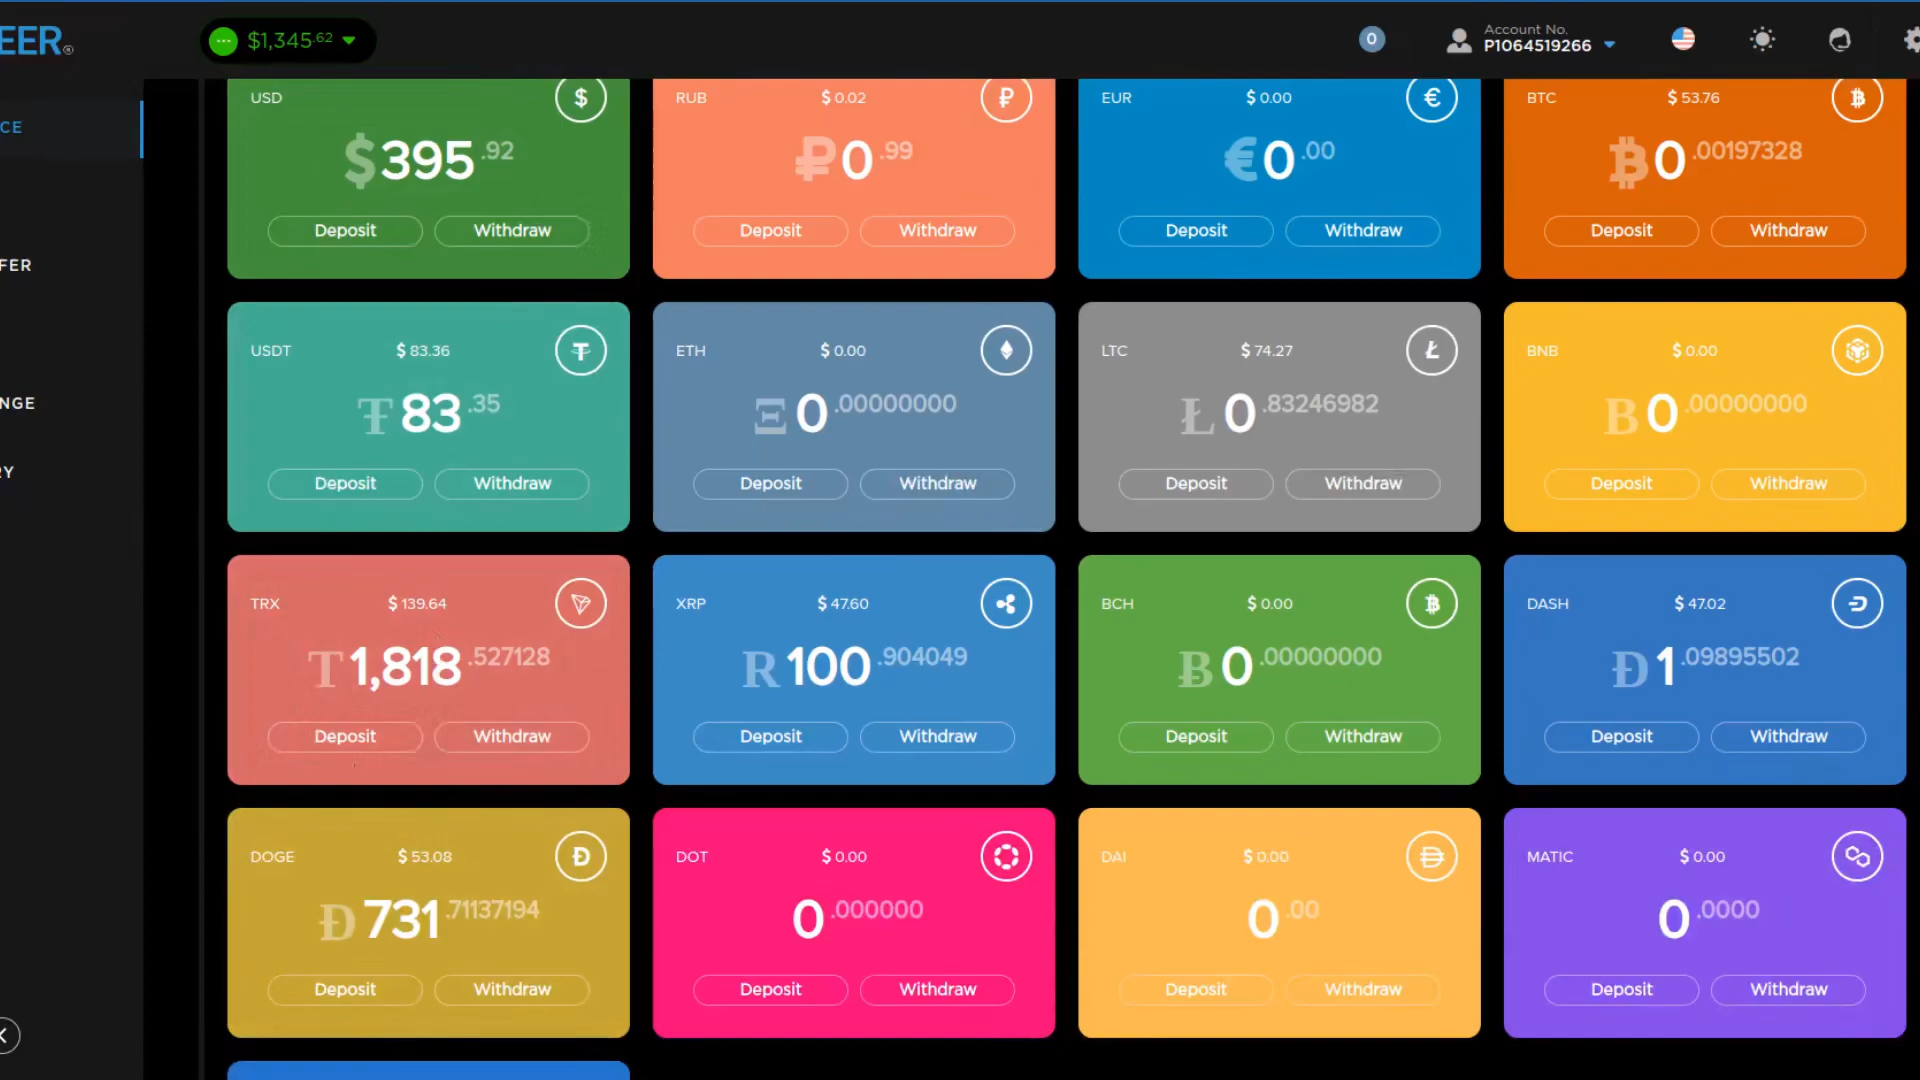 EER®
$1,345.62
0
Account No.
P1064519266
CE
FER
NGE
RY
USD
$395.92
Deposit Withdraw
RUB $ 0.02
₽0.99
Deposit Withdraw
EUR $ 0.00
€0.00
Deposit Withdraw
BTC $ 53.76
₿0.00197328
Deposit Withdraw
USDT $ 83.36
₮83.35
Deposit Withdraw
ETH $ 0.00
Ξ0.00000000
Deposit Withdraw
LTC $ 74.27
Ł0.83246982
Deposit Withdraw
BNB $ 0.00
B0.00000000
Deposit Withdraw
TRX $ 139.64
T1,818.527128
Deposit Withdraw
XRP $ 47.60
R100.904049
Deposit Withdraw
BCH $ 0.00
Ƀ0.00000000
Deposit Withdraw
DASH $ 47.02
Đ1.09895502
Deposit Withdraw
DOGE $ 53.08
Đ731.71137194
Deposit Withdraw
DOT $ 0.00
0.000000
Deposit Withdraw
DAI $ 0.00
0.00
Deposit Withdraw
MATIC $ 0.00
0.0000
Deposit Withdraw